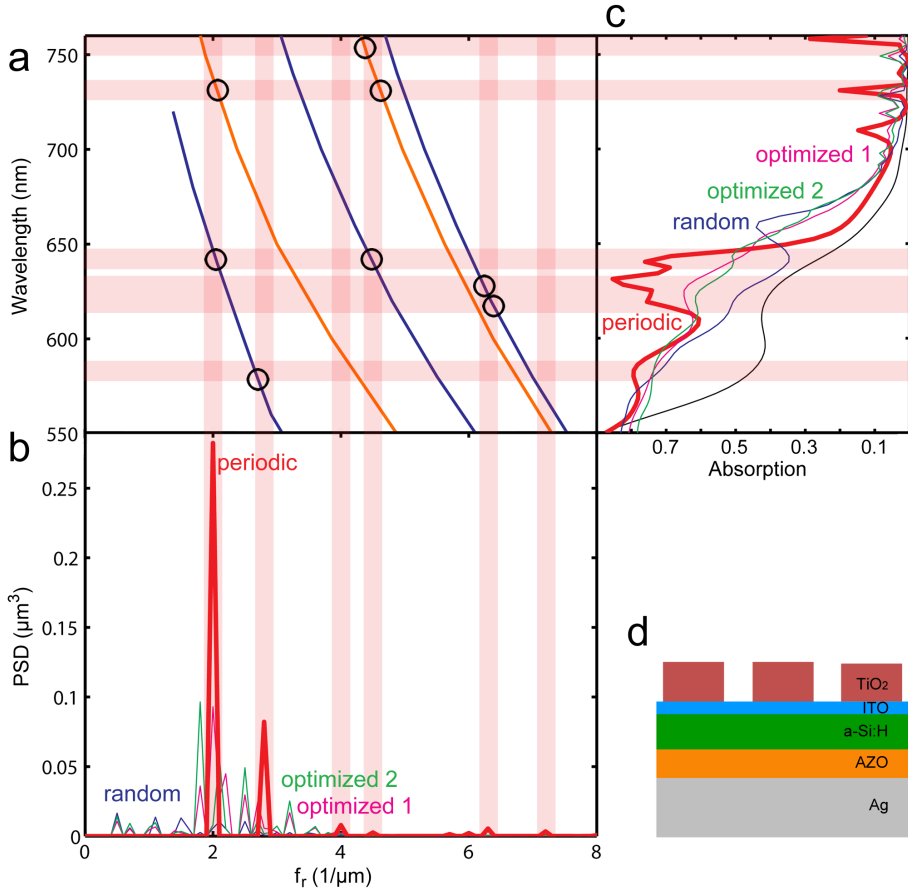 a
c
760
750
700
650
600
550
Wavelength (nm)
optimized 1
optimized 2
random
periodic
0.7 0.5 0.3 0.1
Absorption
b
periodic
0.25
0.2
0.15
0.1
0.05
0
PSD (μm³)
random
optimized 2
optimized 1
0 2 4 6 8
fr (1/μm)
d
TiO2
ITO
a-Si:H
AZO
Ag